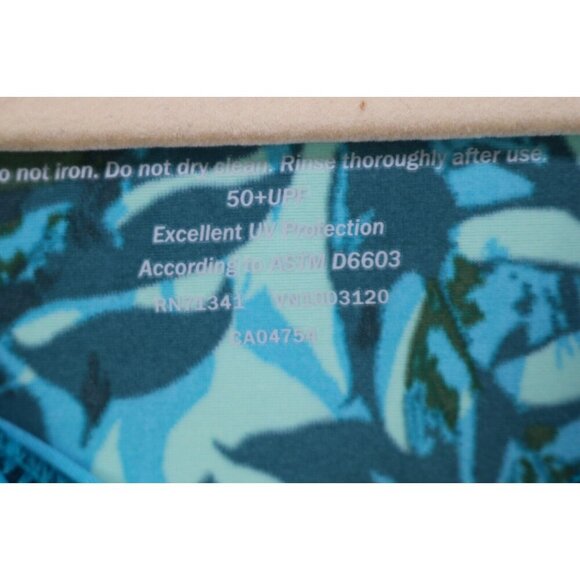 o not iron. Do not dry clean. Rinse thoroughly after use.
50+UPF
Excellent UV Protection
According to ASTM D6603
RN71341 VN1003120
CA04754